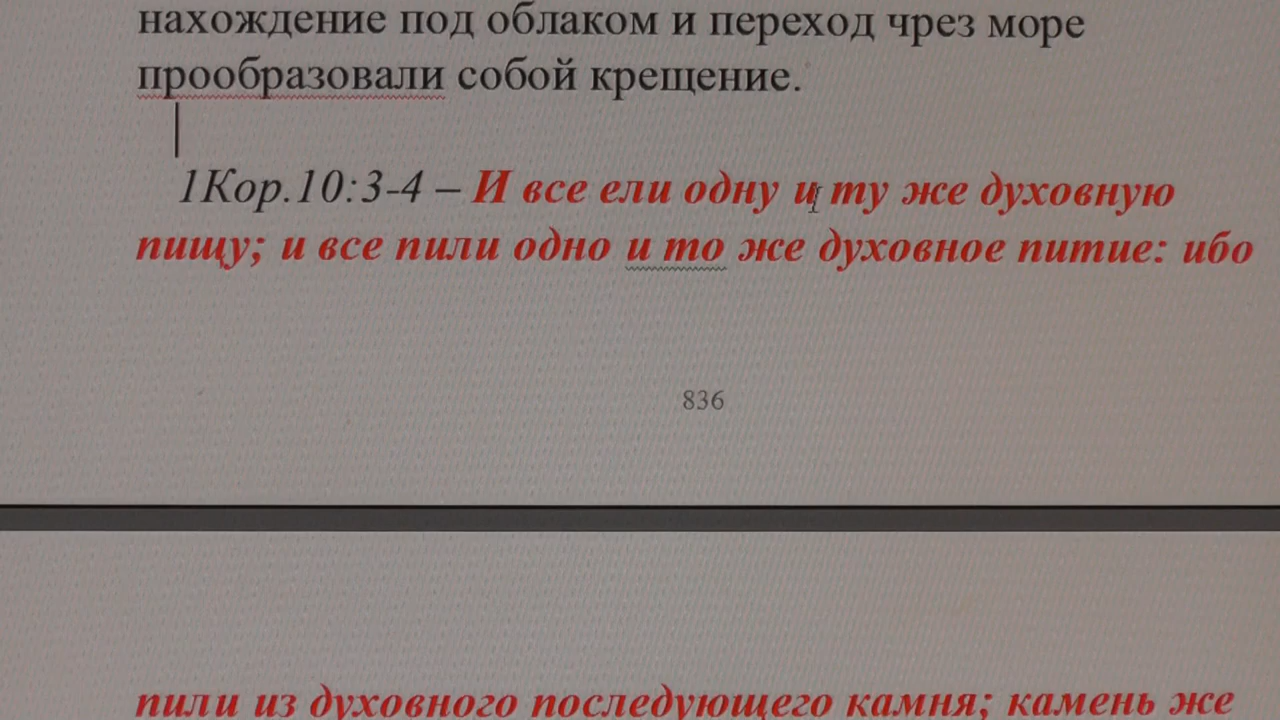 нахождение под облаком и переход чрез море
прообразовали собой крещение.
1Кор.10:3-4 – И все ели одну и ту же духовную
пищу; и все пили одно и то же духовное питие: ибо
836
пили из духовного последующего камня; камень же